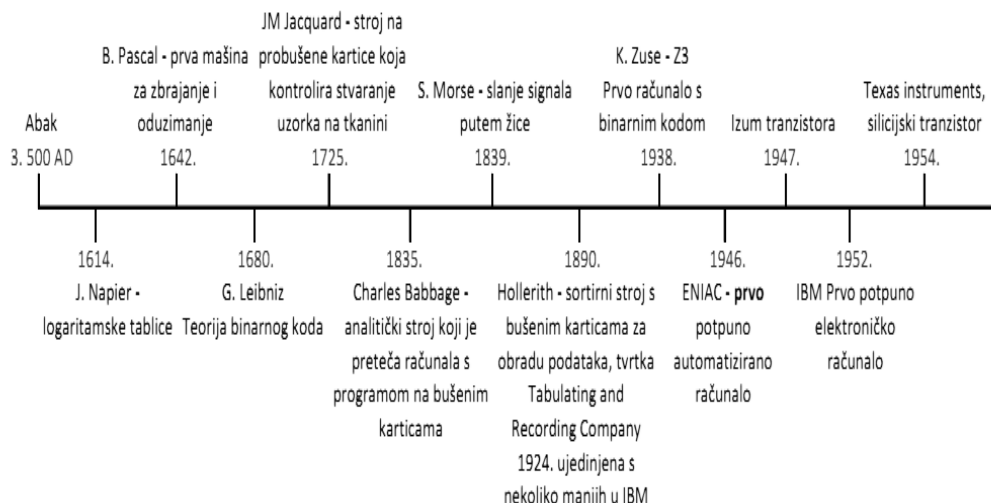 Abak
3. 500 AD
B. Pascal - prva mašina
za zbrajanje i
oduzimanje
1642.
JM Jacquard - stroj na
probušene kartice koja
kontrolira stvaranje
uzorka na tkanini
1725.
S. Morse - slanje signala
putem žice
1839.
K. Zuse - Z3
Prvo računalo s
binarnim kodom
1938.
Izum tranzistora
1947.
Texas instruments,
silicijski tranzistor
1954.
1614.
J. Napier -
logaritamske tablice
1680.
G. Leibniz
Teorija binarnog koda
1835.
Charles Babbage -
analitički stroj koji je
preteča računala s
programom na bušenim
karticama
1890.
Hollerith - sortirni stroj s
bušenim karticama za
obradu podataka, tvrtka
Tabulating and
Recording Company
1924. ujedinjena s
nekoliko manjih u IBM
1946.
ENIAC - prvo
potpuno
automatizirano
računalo
1952.
IBM Prvo potpuno
elektroničko
računalo